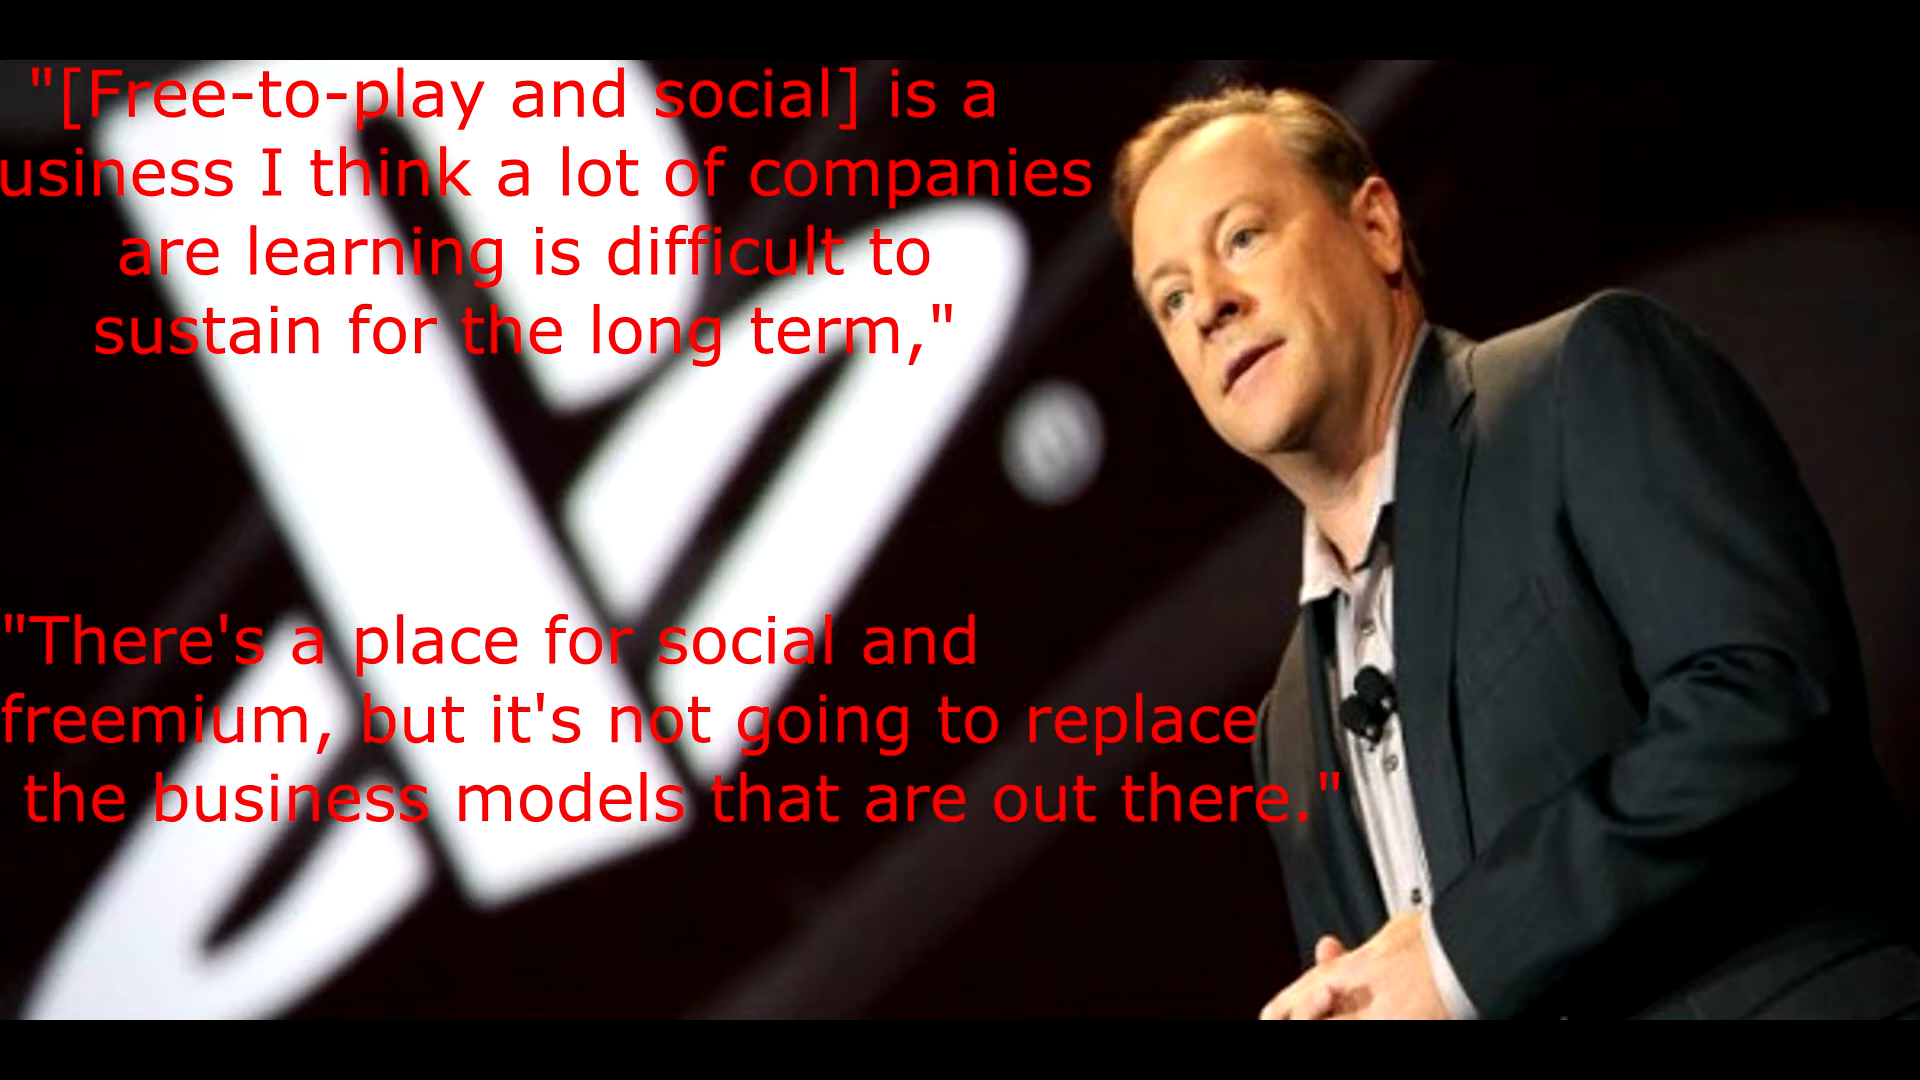 "[Free-to-play and social] is a
usiness I think a lot of companies
are learning is difficult to
sustain for the long term,"
"There's a place for social and
freemium, but it's not going to replace
the business models that are out there."